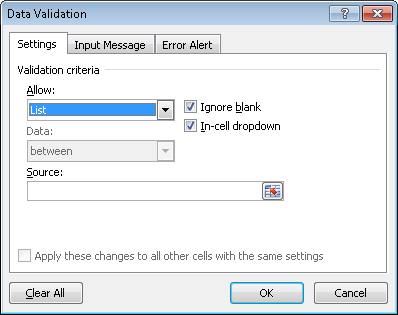 Data Validation
Settings Input Message Error Alert
Validation criteria
Allow:
List
Ignore blank
Data:
In-cell dropdown
between
Source:
Apply these changes to all other cells with the same settings
Clear All OK Cancel